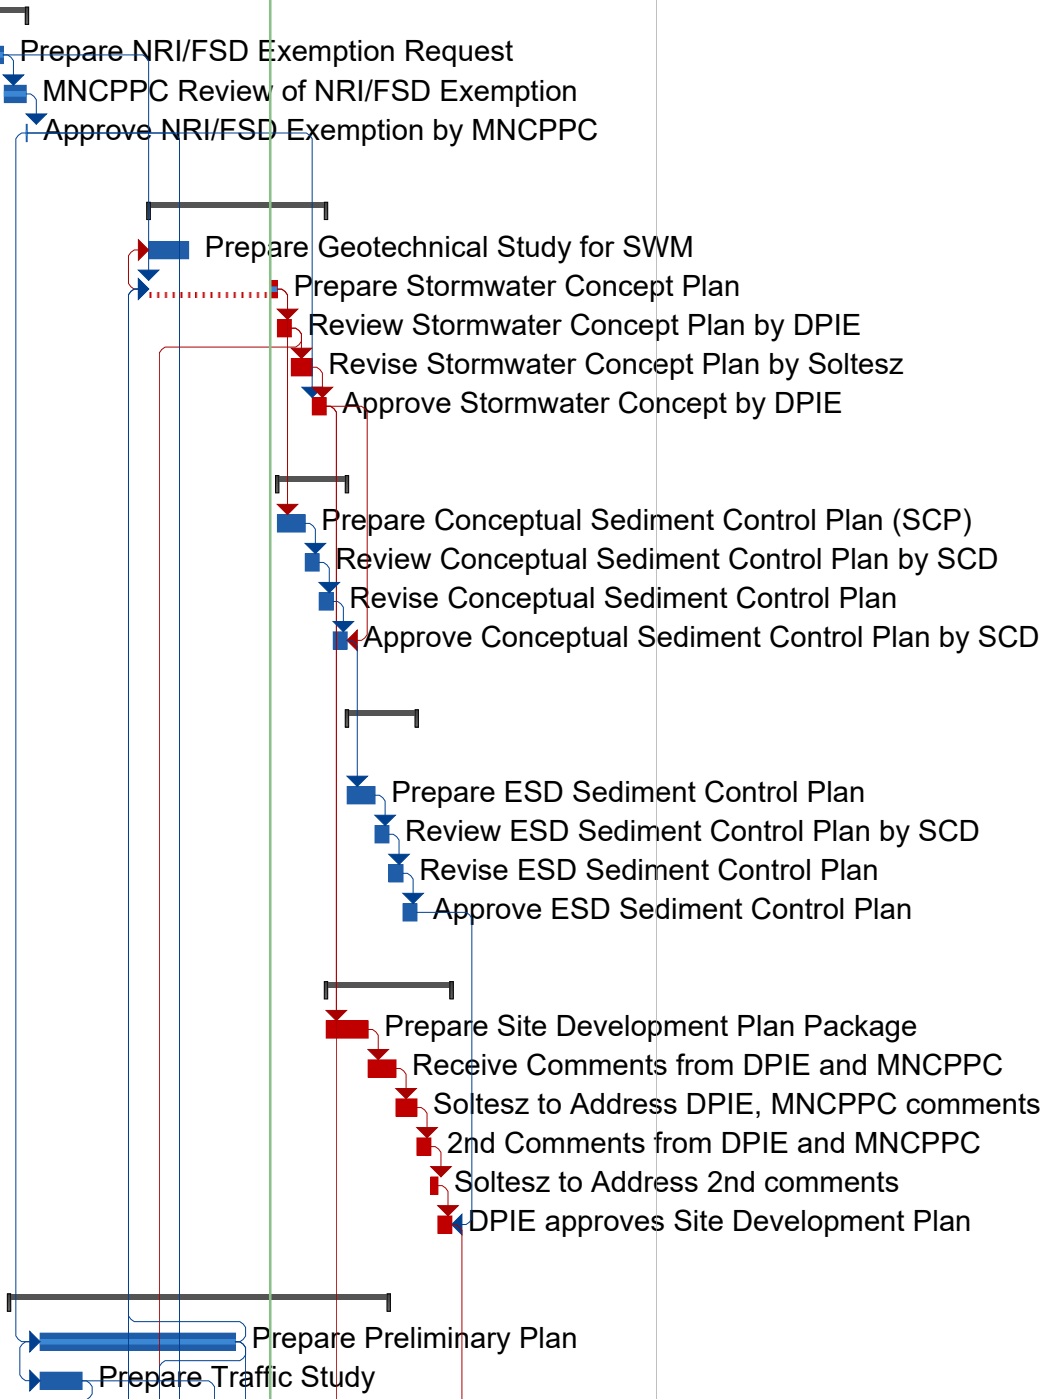 Prepare NRI/FSD Exemption Request
MNCPPC Review of NRI/FSD Exemption
Approve NRI/FSD Exemption by MNCPPC
Prepare Geotechnical Study for SWM
Prepare Stormwater Concept Plan
Review Stormwater Concept Plan by DPIE
Revise Stormwater Concept Plan by Soltesz
Approve Stormwater Concept by DPIE
Prepare Conceptual Sediment Control Plan (SCP)
Review Conceptual Sediment Control Plan by SCD
Revise Conceptual Sediment Control Plan
Approve Conceptual Sediment Control Plan by SCD
Prepare ESD Sediment Control Plan
Review ESD Sediment Control Plan by SCD
Revise ESD Sediment Control Plan
Approve ESD Sediment Control Plan
Prepare Site Development Plan Package
Receive Comments from DPIE and MNCPPC
Soltesz to Address DPIE, MNCPPC comments
2nd Comments from DPIE and MNCPPC
Soltesz to Address 2nd comments
DPIE approves Site Development Plan
Prepare Preliminary Plan
Prepare Traffic Study